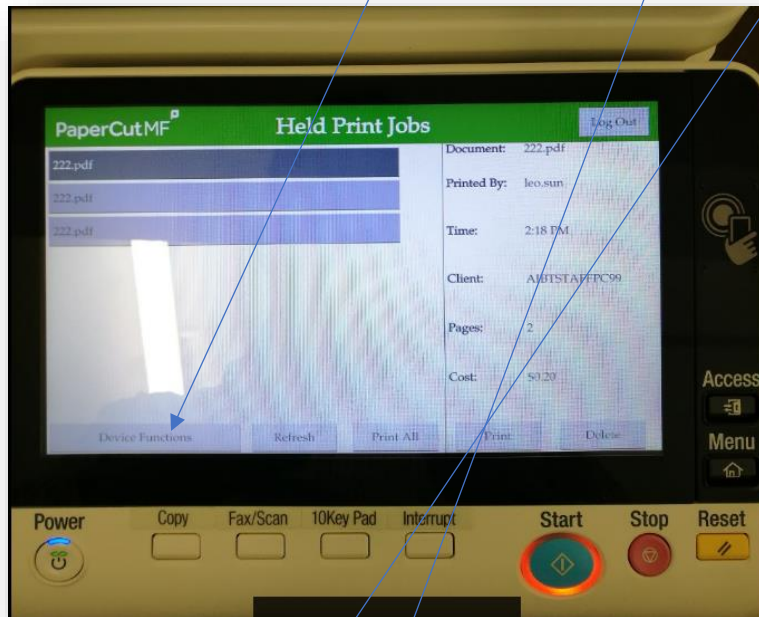 PaperCutMF Held Print Jobs Log Out
222.pdf
222.pdf
222.pdf
Document: 222.pdf
Printed By: leo.sun
Time: 2:18 PM
Client: AIBTSTAFFPC99
Pages: 2
Cost: $0.20
Device Functions Refresh Print All Print Delete
Access
Menu
Power Copy Fax/Scan 10Key Pad Interrupt Start Stop Reset